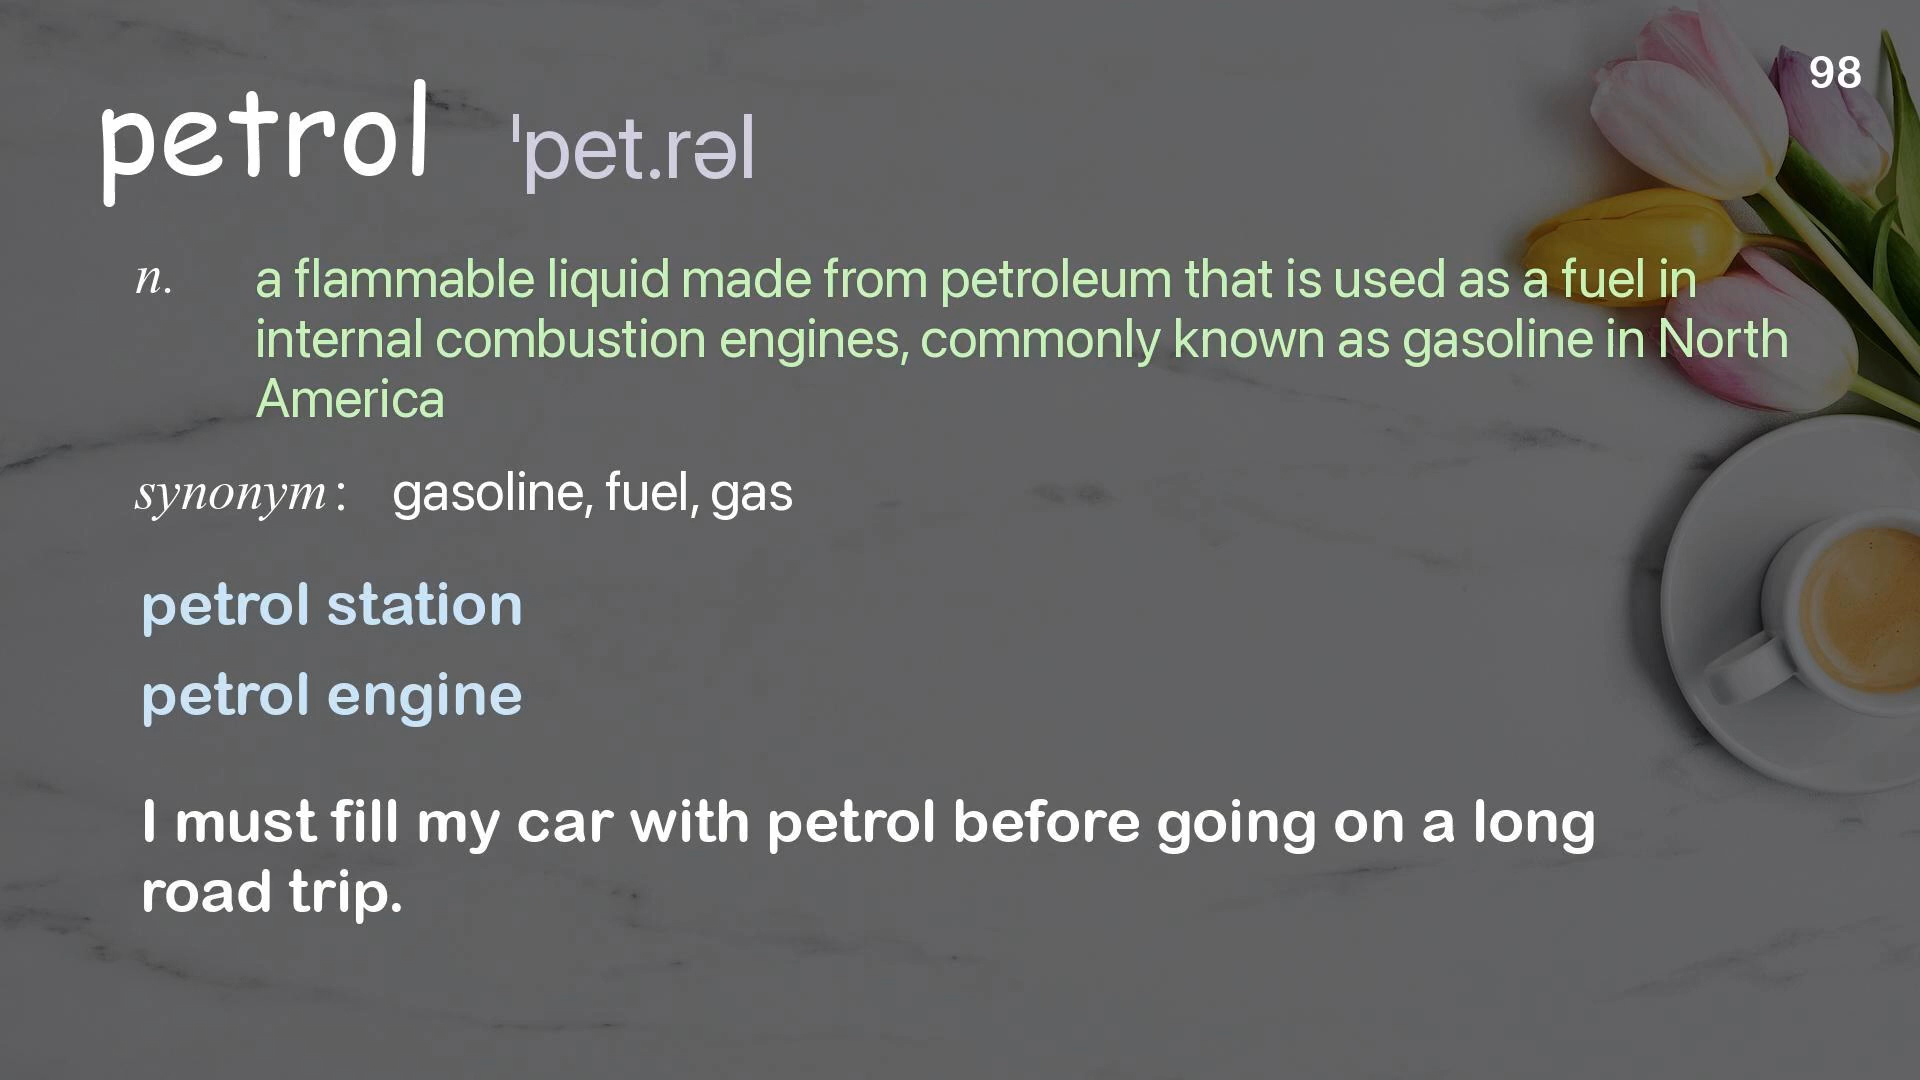 98
petrol ˈpet.rəl
n. a flammable liquid made from petroleum that is used as a fuel in
internal combustion engines, commonly known as gasoline in North
America
synonym: gasoline, fuel, gas
petrol station
petrol engine
I must fill my car with petrol before going on a long
road trip.